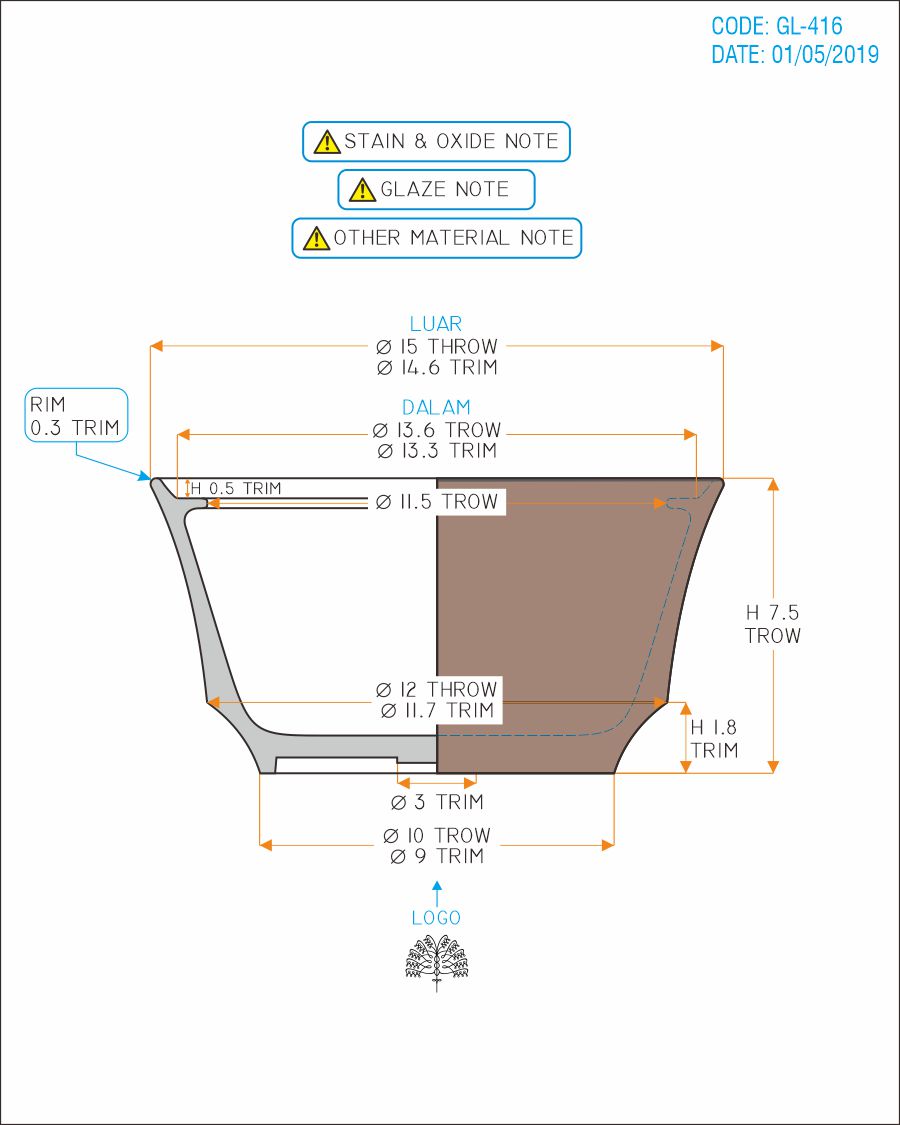 CODE: GL-416
DATE: 01/05/2019
STAIN & OXIDE NOTE
GLAZE NOTE
OTHER MATERIAL NOTE
LUAR
Ø 15 THROW
Ø 14.6 TRIM
RIM
0.3 TRIM
DALAM
Ø 13.6 TROW
Ø 13.3 TRIM
H 0.5 TRIM
Ø 11.5 TROW
H 7.5
TROW
Ø 12 THROW
Ø 11.7 TRIM
H 1.8
TRIM
Ø 3 TRIM
Ø 10 TROW
Ø 9 TRIM
LOGO